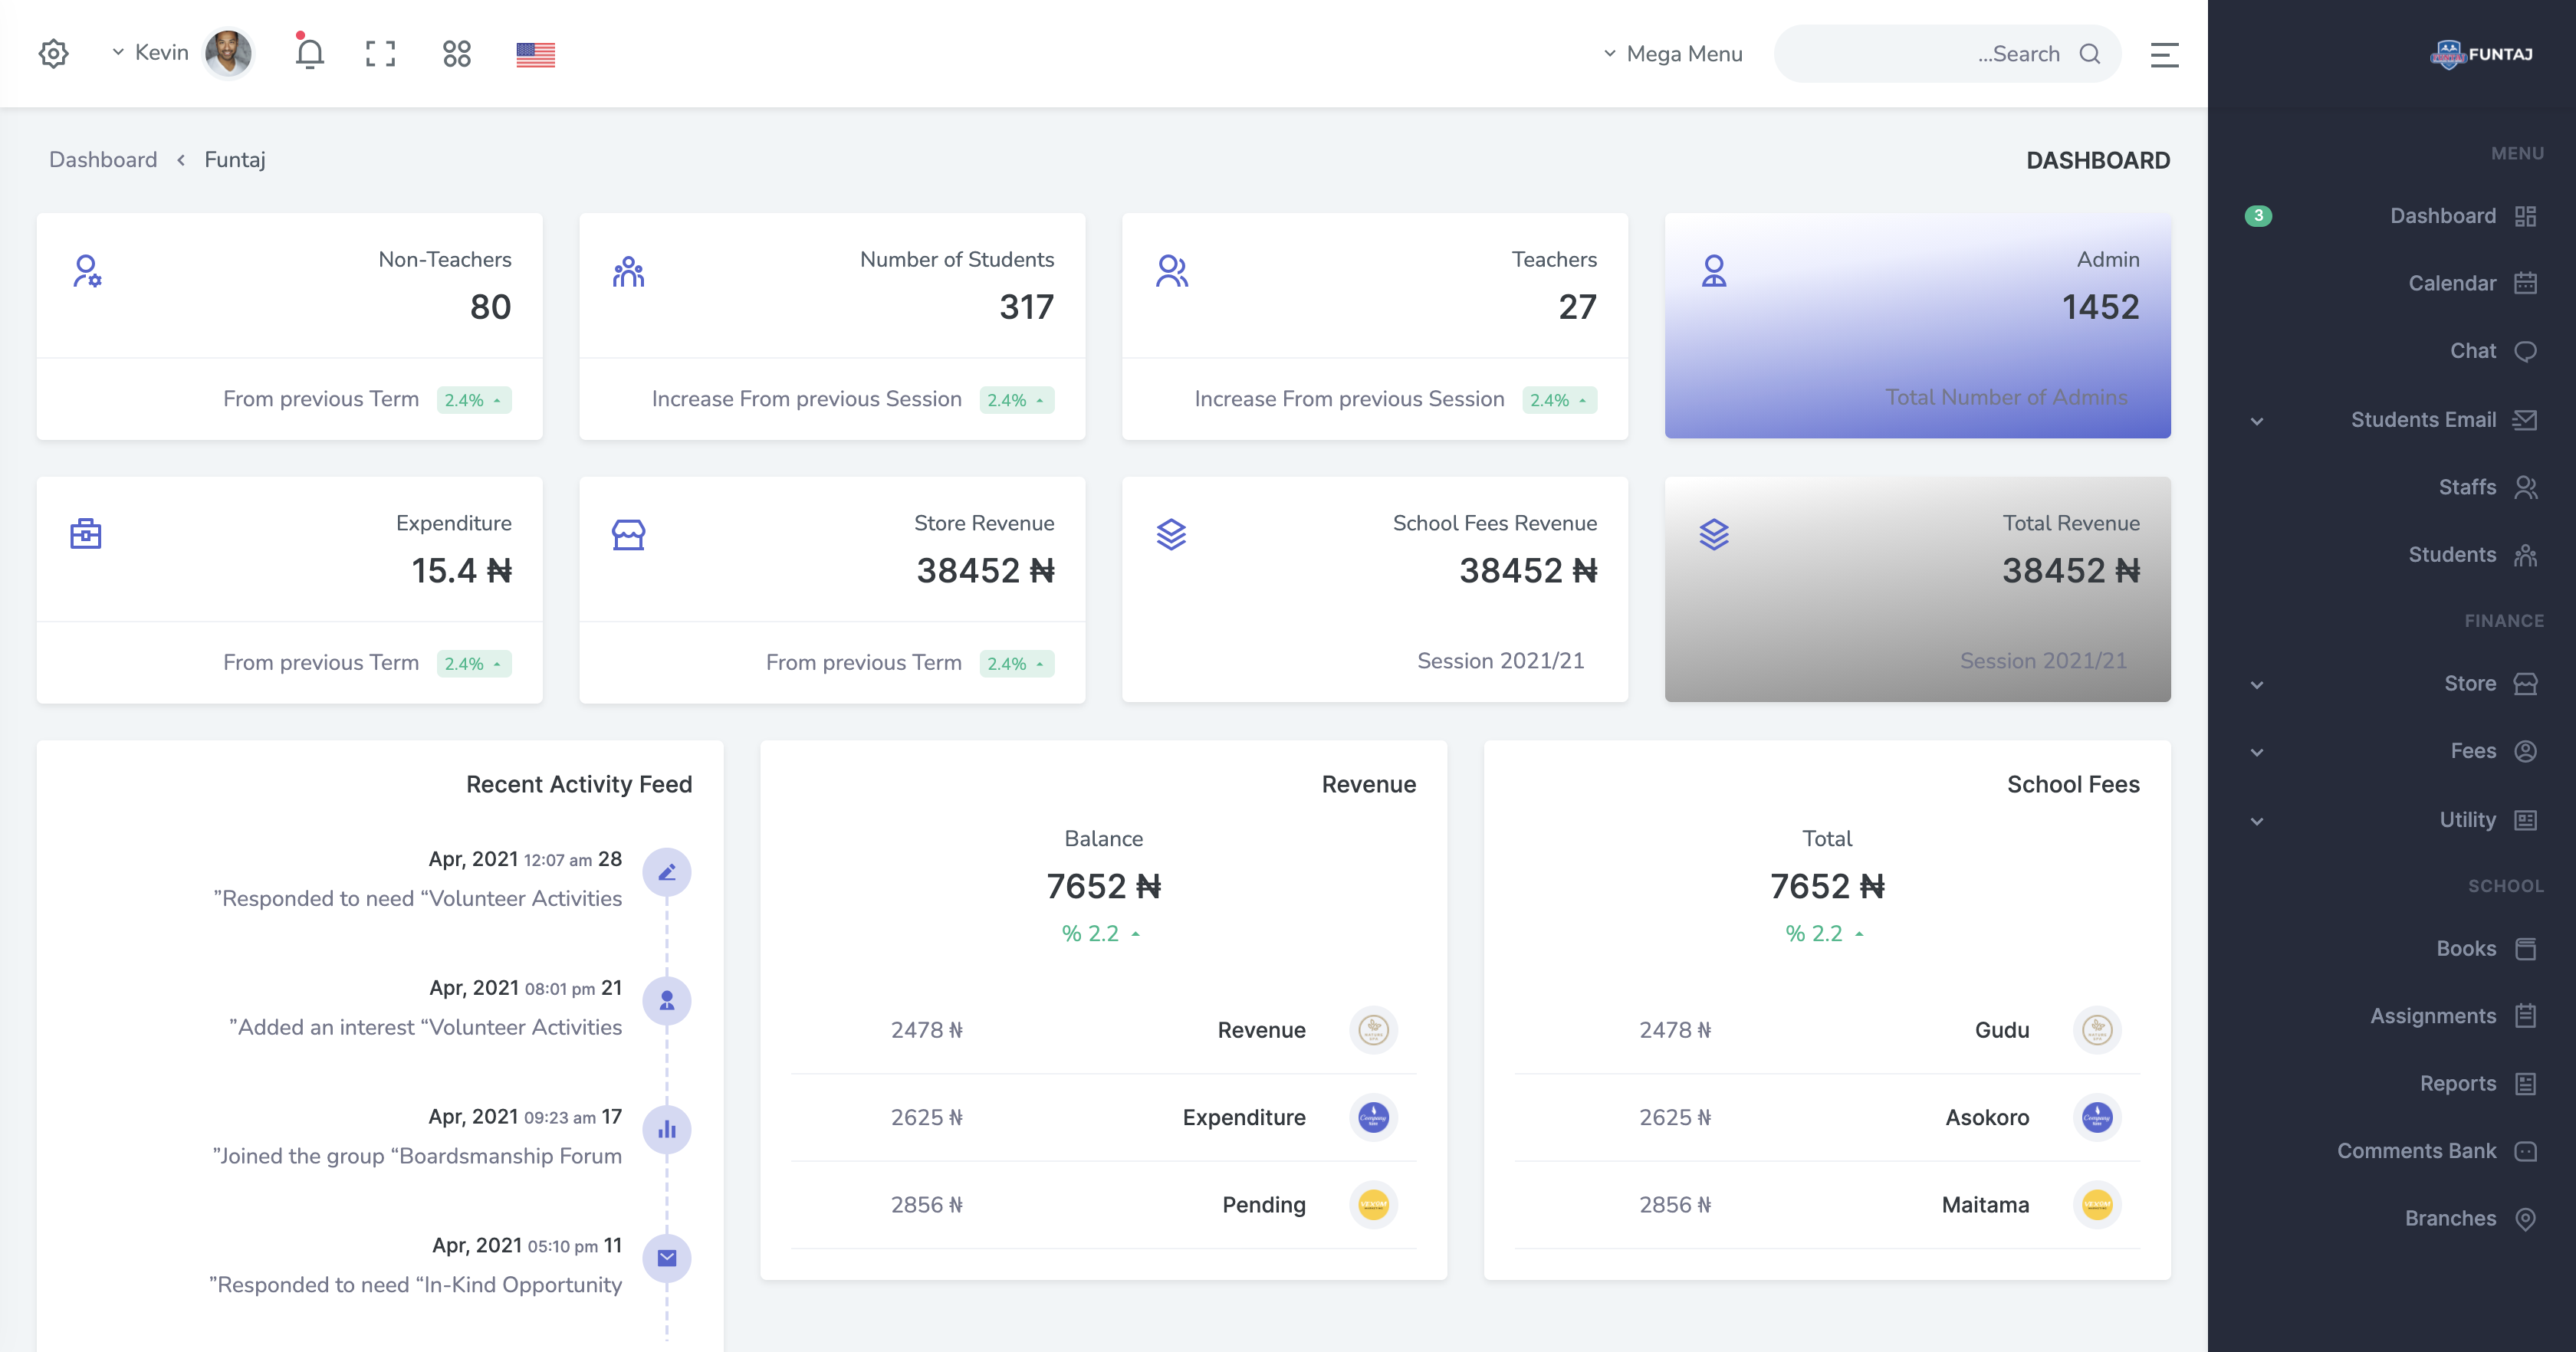 Kevin
Mega Menu
...Search
FUNTAJ
Dashboard
Funtaj
DASHBOARD
MENU
3
Dashboard
Calendar
Chat
Students Email
Staffs
Students
FINANCE
Store
Fees
Utility
SCHOOL
Books
Assignments
Reports
Comments Bank
Branches
Non-Teachers
80
From previous Term 2.4%
Number of Students
317
Increase From previous Session 2.4%
Teachers
27
Increase From previous Session 2.4%
Admin
1452
Total Number of Admins
Expenditure
15.4 ₦
From previous Term 2.4%
Store Revenue
38452 ₦
From previous Term 2.4%
School Fees Revenue
38452 ₦
Session 2021/21
Total Revenue
38452 ₦
Session 2021/21
Recent Activity Feed
Apr, 2021 12:07 am 28
”Responded to need “Volunteer Activities
Apr, 2021 08:01 pm 21
”Added an interest “Volunteer Activities
Apr, 2021 09:23 am 17
”Joined the group “Boardsmanship Forum
Apr, 2021 05:10 pm 11
”Responded to need “In-Kind Opportunity
Revenue
Balance
7652 ₦
% 2.2
2478 ₦ Revenue
2625 ₦ Expenditure
2856 ₦ Pending
School Fees
Total
7652 ₦
% 2.2
2478 ₦ Gudu
2625 ₦ Asokoro
2856 ₦ Maitama